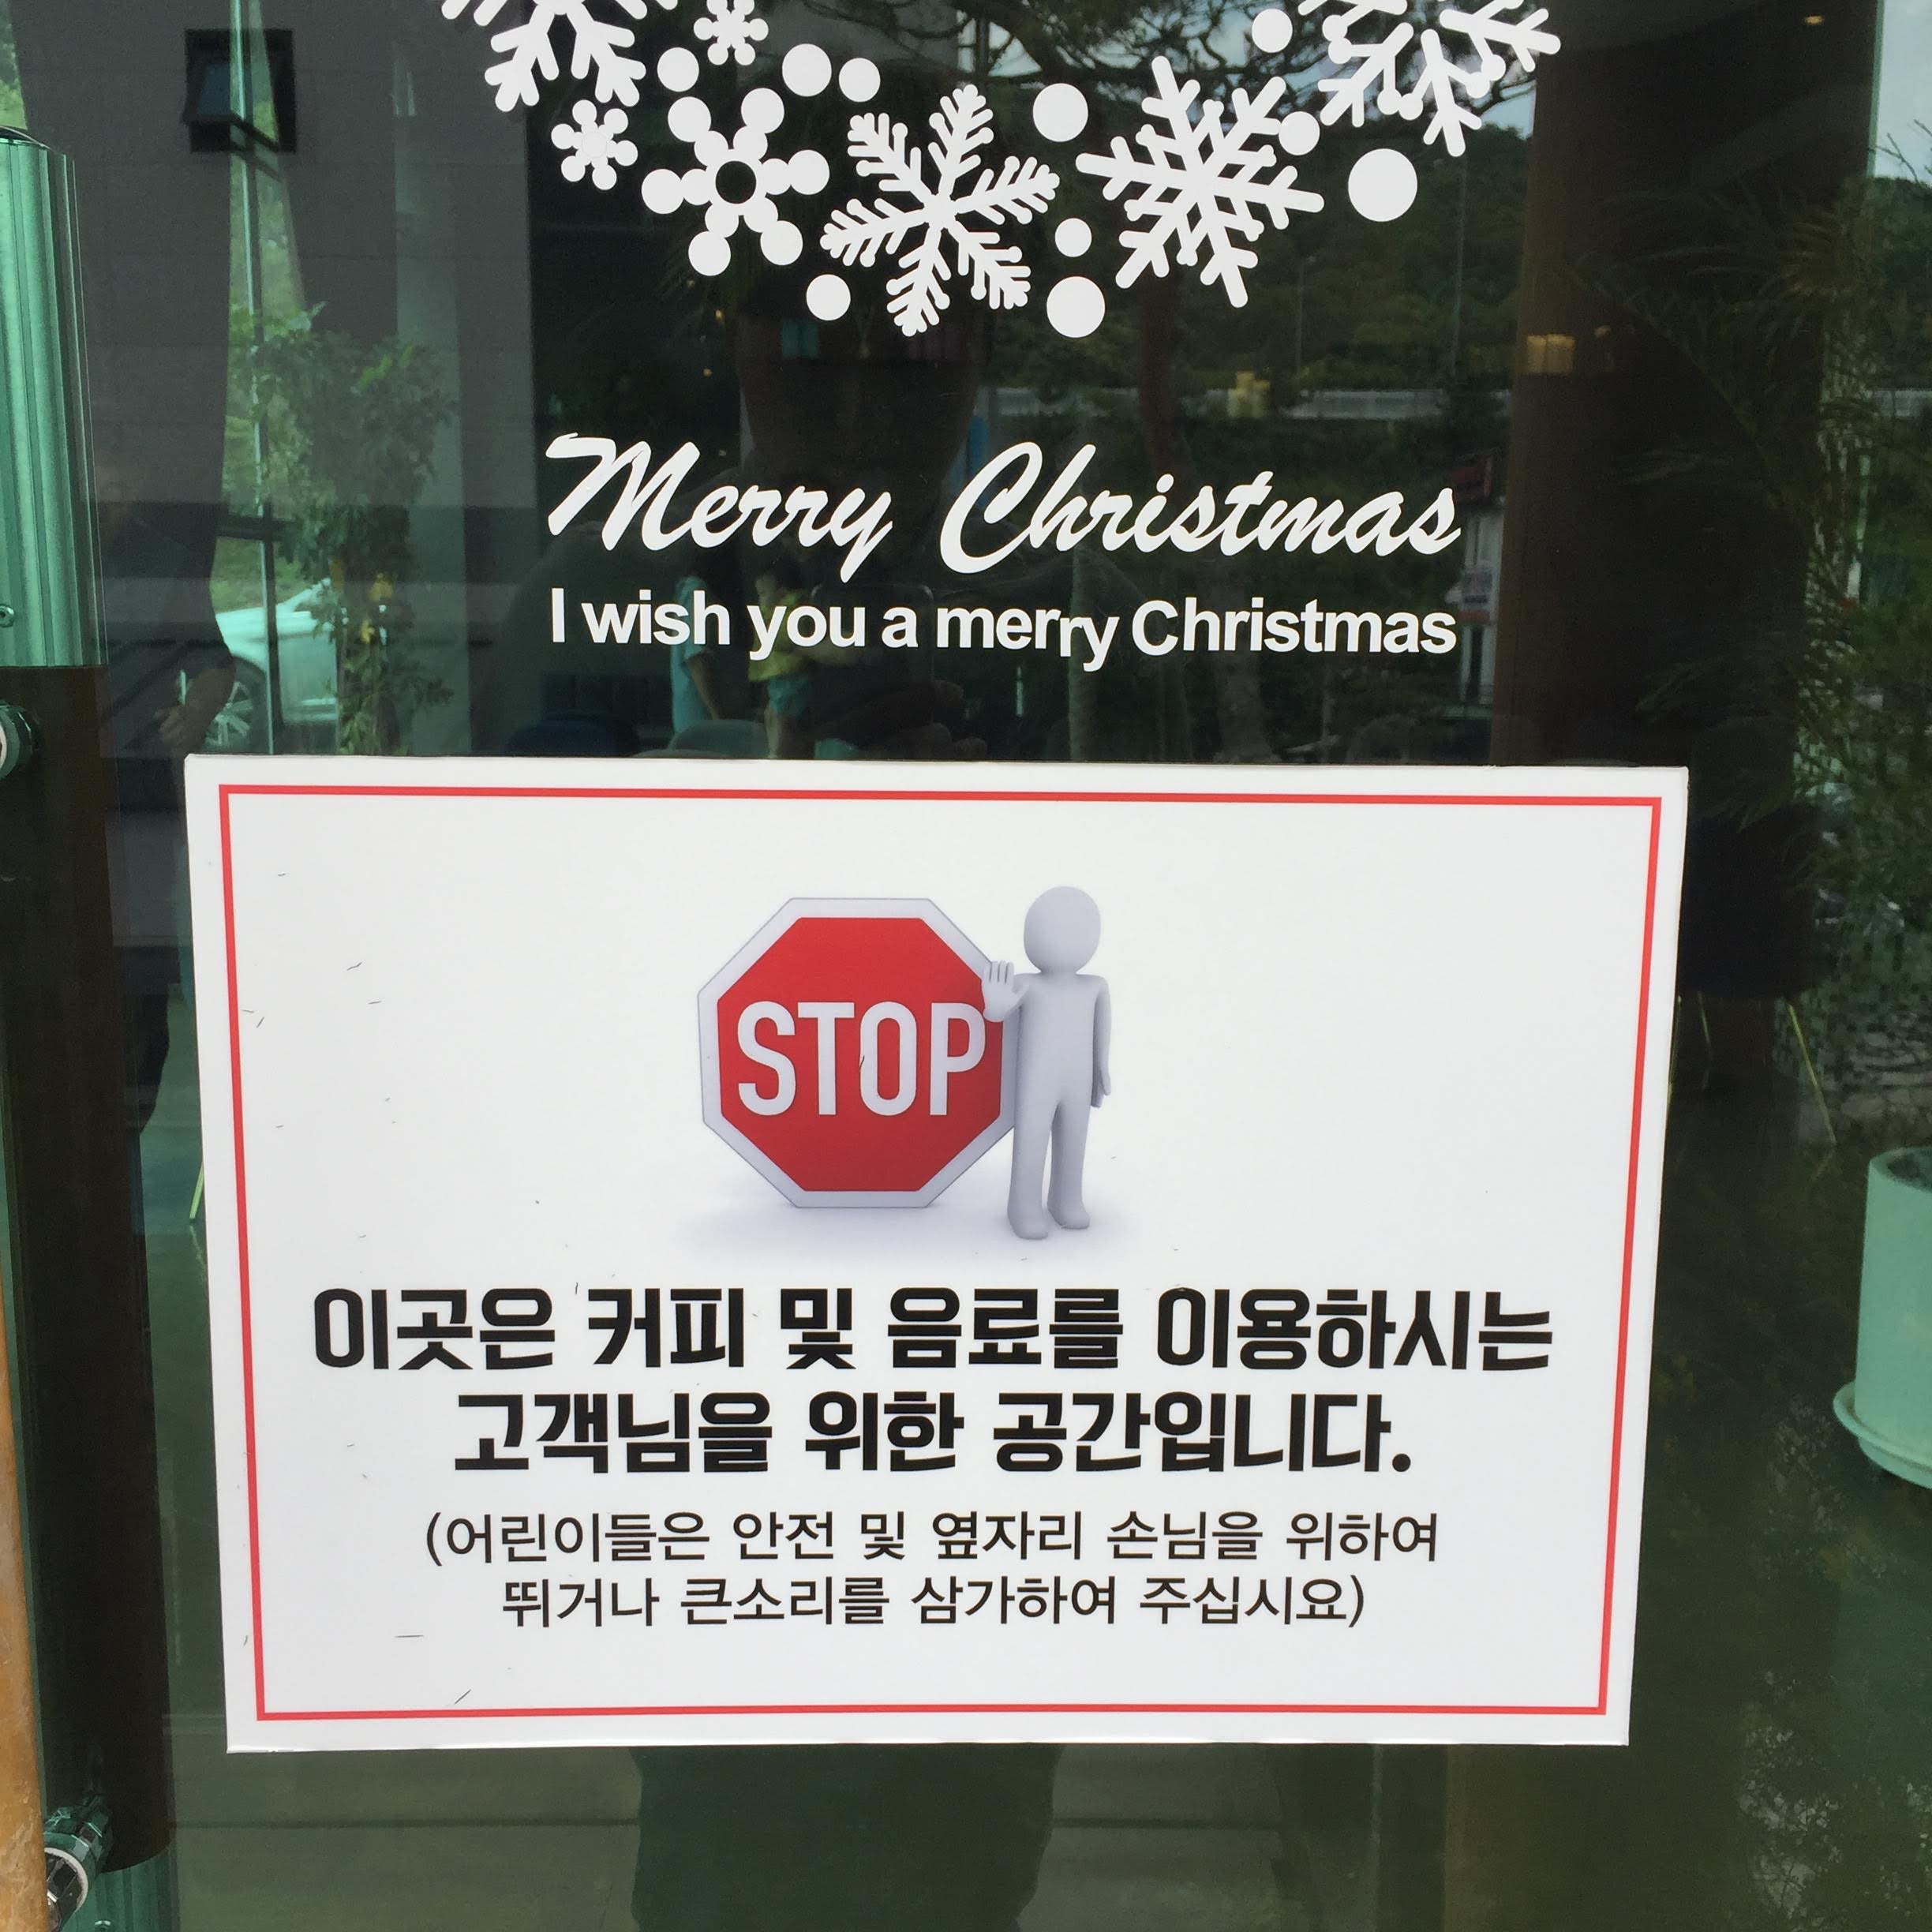 Merry Christmas
I wish you a merry Christmas
STOP
이곳은 커피 및 음료를 이용하시는
고객님을 위한 공간입니다.
(어린이들은 안전 및 옆자리 손님을 위하여
뛰거나 큰소리를 삼가하여 주십시요)